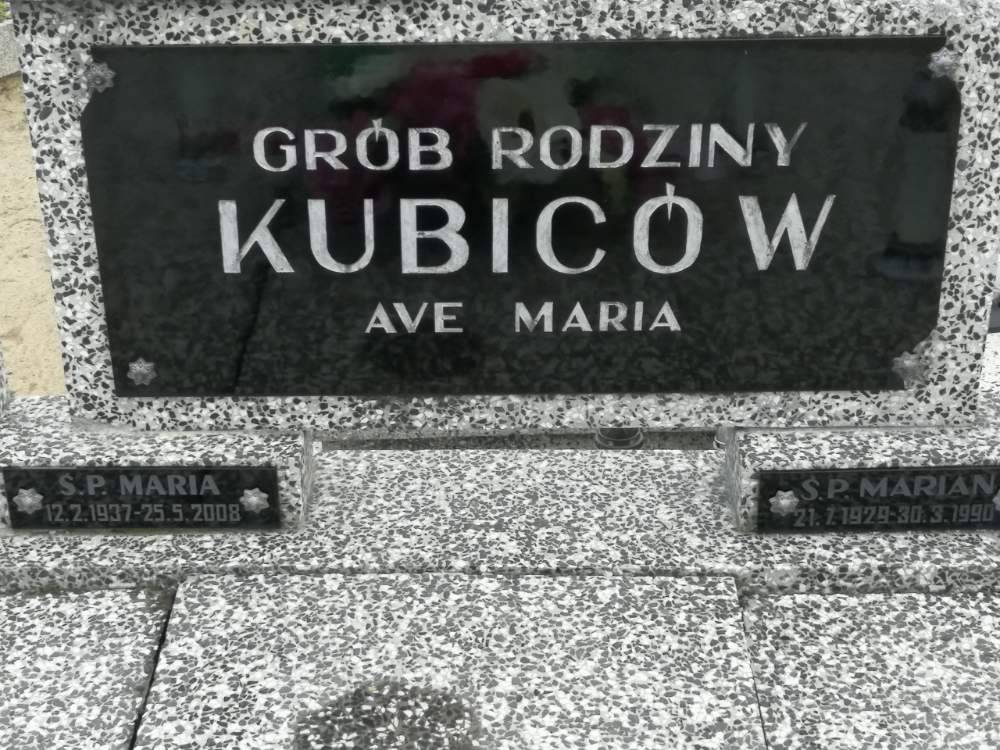 GRÓB RODZINY
KUBICÓW
AVE MARIA
Ś.P. MARIA
12.2.1937-25.5.2008
Ś.P. MARIAN
21.7.1929-30.3.1990